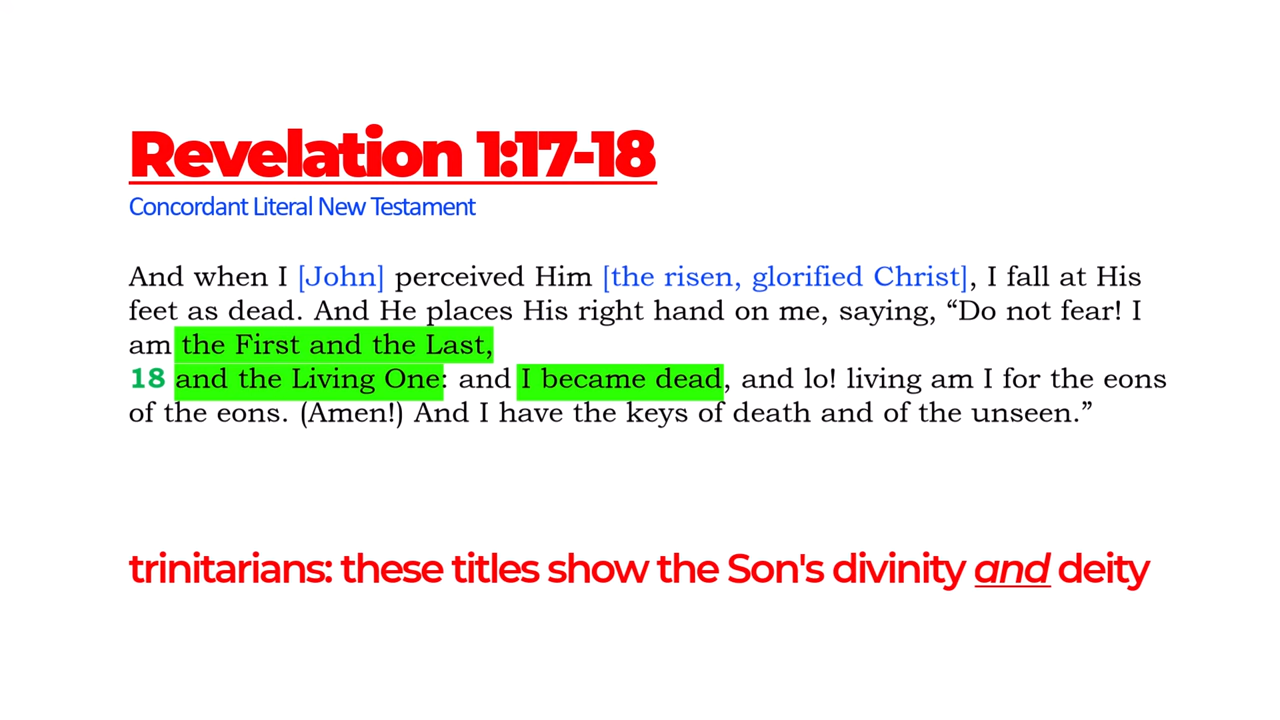 Revelation 1:17-18
Concordant Literal New Testament
And when I [John] perceived Him [the risen, glorified Christ], I fall at His
feet as dead. And He places His right hand on me, saying, “Do not fear! I
am the First and the Last,
18 and the Living One: and I became dead, and lo! living am I for the eons
of the eons. (Amen!) And I have the keys of death and of the unseen.”
trinitarians: these titles show the Son's divinity and deity